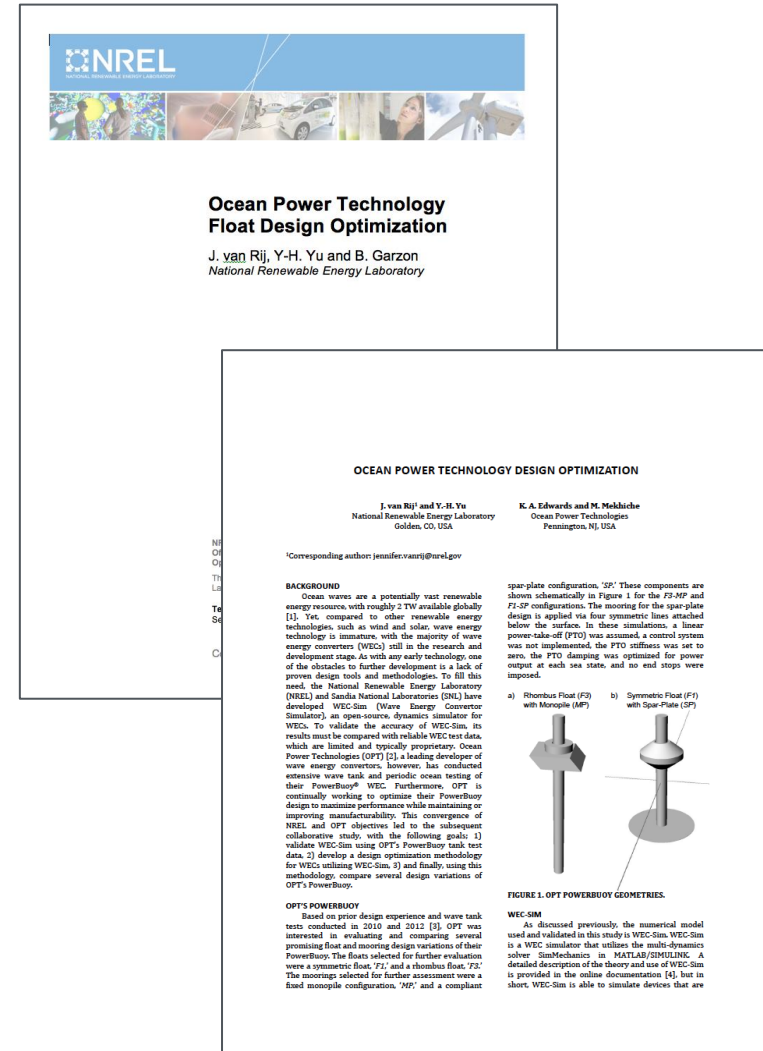 NREL
NATIONAL RENEWABLE ENERGY LABORATORY
Ocean Power Technology
Float Design Optimization
J. van Rij, Y-H. Yu and B. Garzon
National Renewable Energy Laboratory
OCEAN POWER TECHNOLOGY DESIGN OPTIMIZATION
J. van Rij¹ and Y.-H. Yu
National Renewable Energy Laboratory
Golden, CO, USA
K. A. Edwards and M. Mekhiche
Ocean Power Technologies
Pennington, NJ, USA
¹Corresponding author: jennifer.vanrij@nrel.gov
BACKGROUND
Ocean waves are a potentially vast renewable
energy resource, with roughly 2 TW available globally
[1]. Yet, compared to other renewable energy
technologies, such as wind and solar, wave energy
technology is immature, with the majority of wave
energy converters (WECs) still in the research and
development stage. As with any early technology, one
of the obstacles to further development is a lack of
proven design tools and methodologies. To fill this
need, the National Renewable Energy Laboratory
(NREL) and Sandia National Laboratories (SNL) have
developed WEC-Sim (Wave Energy Convertor
Simulator), an open-source, dynamics simulator for
WECs. To validate the accuracy of WEC-Sim, its
results must be compared with reliable WEC test data,
which are limited and typically proprietary. Ocean
Power Technologies (OPT) [2], a leading developer of
wave energy convertors, however, has conducted
extensive wave tank and periodic ocean testing of
their PowerBuoy® WEC. Furthermore, OPT is
continually working to optimize their PowerBuoy
design to maximize performance while maintaining or
improving manufacturability. This convergence of
NREL and OPT objectives led to the subsequent
collaborative study, with the following goals; 1)
validate WEC-Sim using OPT's PowerBuoy tank test
data, 2) develop a design optimization methodology
for WECs utilizing WEC-Sim, 3) and finally, using this
methodology, compare several design variations of
OPT's PowerBuoy.
OPT'S POWERBUOY
Based on prior design experience and wave tank
tests conducted in 2010 and 2012 [3], OPT was
interested in evaluating and comparing several
promising float and mooring design variations of their
PowerBuoy. The floats selected for further evaluation
were a symmetric float, 'F1,' and a rhombus float, 'F3.'
The moorings selected for further assessment were a
fixed monopile configuration, 'MP,' and a compliant
spar-plate configuration, 'SP.' These components are
shown schematically in Figure 1 for the F3-MP and
F1-SP configurations. The mooring for the spar-plate
design is applied via four symmetric lines attached
below the surface. In these simulations, a linear
power-take-off (PTO) was assumed, a control system
was not implemented, the PTO stiffness was set to
zero, the PTO damping was optimized for power
output at each sea state, and no end stops were
imposed.
a) Rhombus Float (F3)
with Monopile (MP)
b) Symmetric Float (F1)
with Spar-Plate (SP)
FIGURE 1. OPT POWERBUOY GEOMETRIES.
WEC-SIM
As discussed previously, the numerical model
used and validated in this study is WEC-Sim. WEC-Sim
is a WEC simulator that utilizes the multi-dynamics
solver SimMechanics in MATLAB/SIMULINK. A
detailed description of the theory and use of WEC-Sim
is provided in the online documentation [4], but in
short, WEC-Sim is able to simulate devices that are